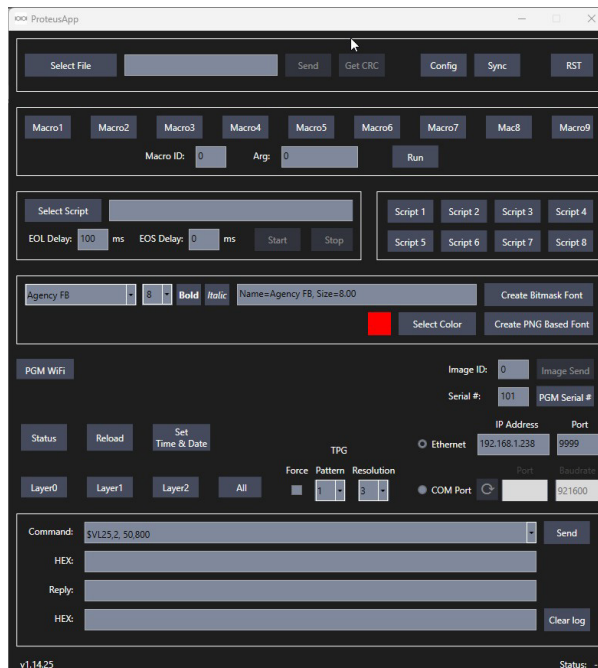 ProteusApp
Select File Send Get CRC Config Sync RST
Macro1 Macro2 Macro3 Macro4 Macro5 Macro6 Macro7 Mac8 Macro9
Macro ID: 0 Arg: 0 Run
Select Script
Script 1 Script 2 Script 3 Script 4
EOL Delay: 100 ms EOS Delay: 0 ms Start Stop
Script 5 Script 6 Script 7 Script 8
Agency FB 8 Bold Italic Name=Agency FB, Size=8.00 Create Bitmask Font
Select Color Create PNG Based Font
PGM WiFi
Image ID: 0 Image Send
Serial #: 101 PGM Serial #
IP Address Port
Status Reload Set
Time & Date
Ethernet 192.168.1.238 9999
TPG
Force Pattern Resolution
Port Baudrate
Layer0 Layer1 Layer2 All 1 3 COM Port 921600
Command: $VL25,2, 50,800 Send
HEX:
Reply:
HEX: Clear log
v1.14.25 Status: -